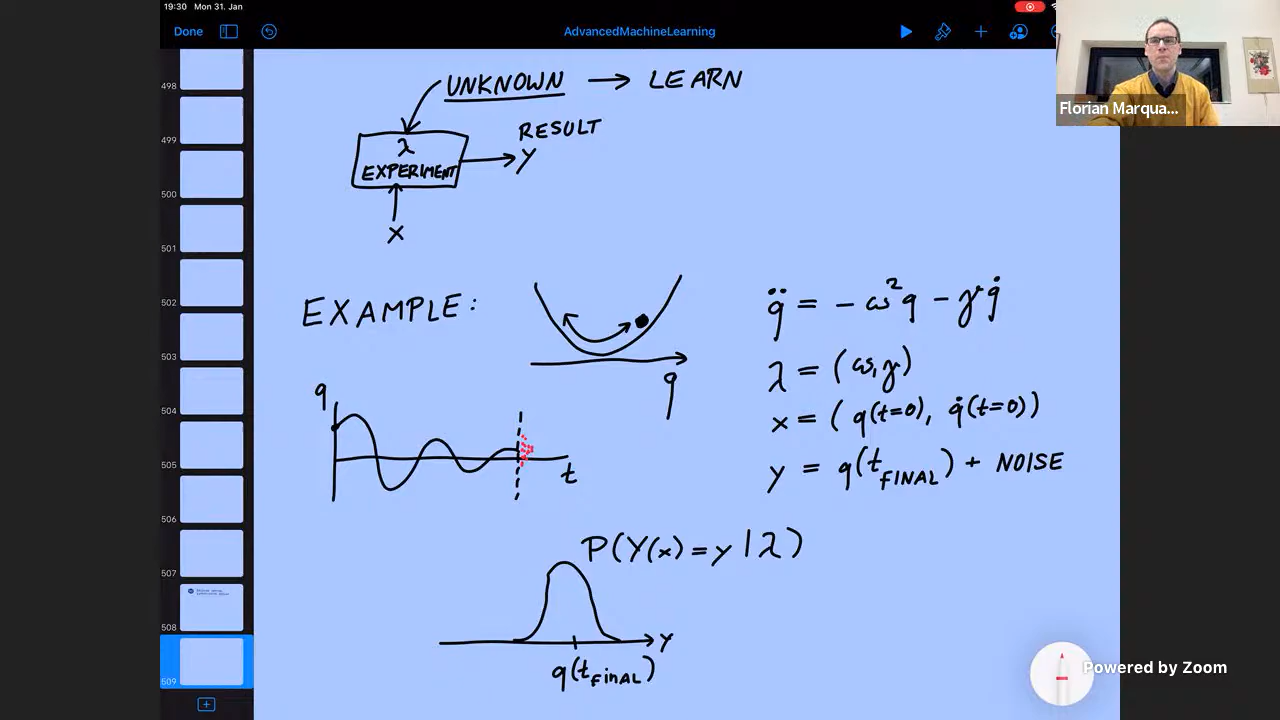 19:30 Mon 31. Jan
Done
AdvancedMachineLearning
Florian Marqua...
UNKNOWN → LEARN
RESULT
λ
EXPERIMENT
→ y
x
EXAMPLE:
q
q̈ = − ω²q − γq̇
λ = (ω, γ)
x = (q(t=0), q̇(t=0))
y = q(t_FINAL) + NOISE
q
t
P(Y(x) = y | λ)
y
q(t_FINAL)
498
499
500
501
502
503
504
505
506
507
508
509
Powered by Zoom